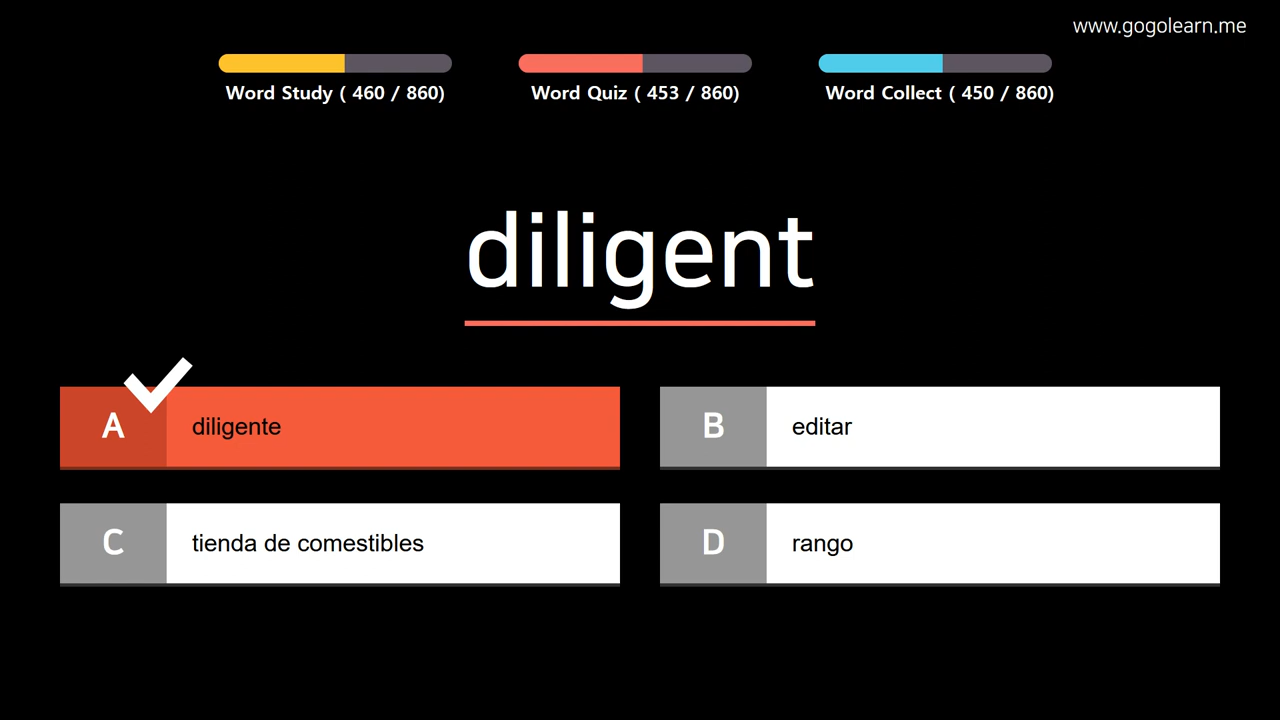 www.gogolearn.me
Word Study ( 460 / 860)
Word Quiz ( 453 / 860)
Word Collect ( 450 / 860)
diligent
A diligente
B editar
C tienda de comestibles
D rango